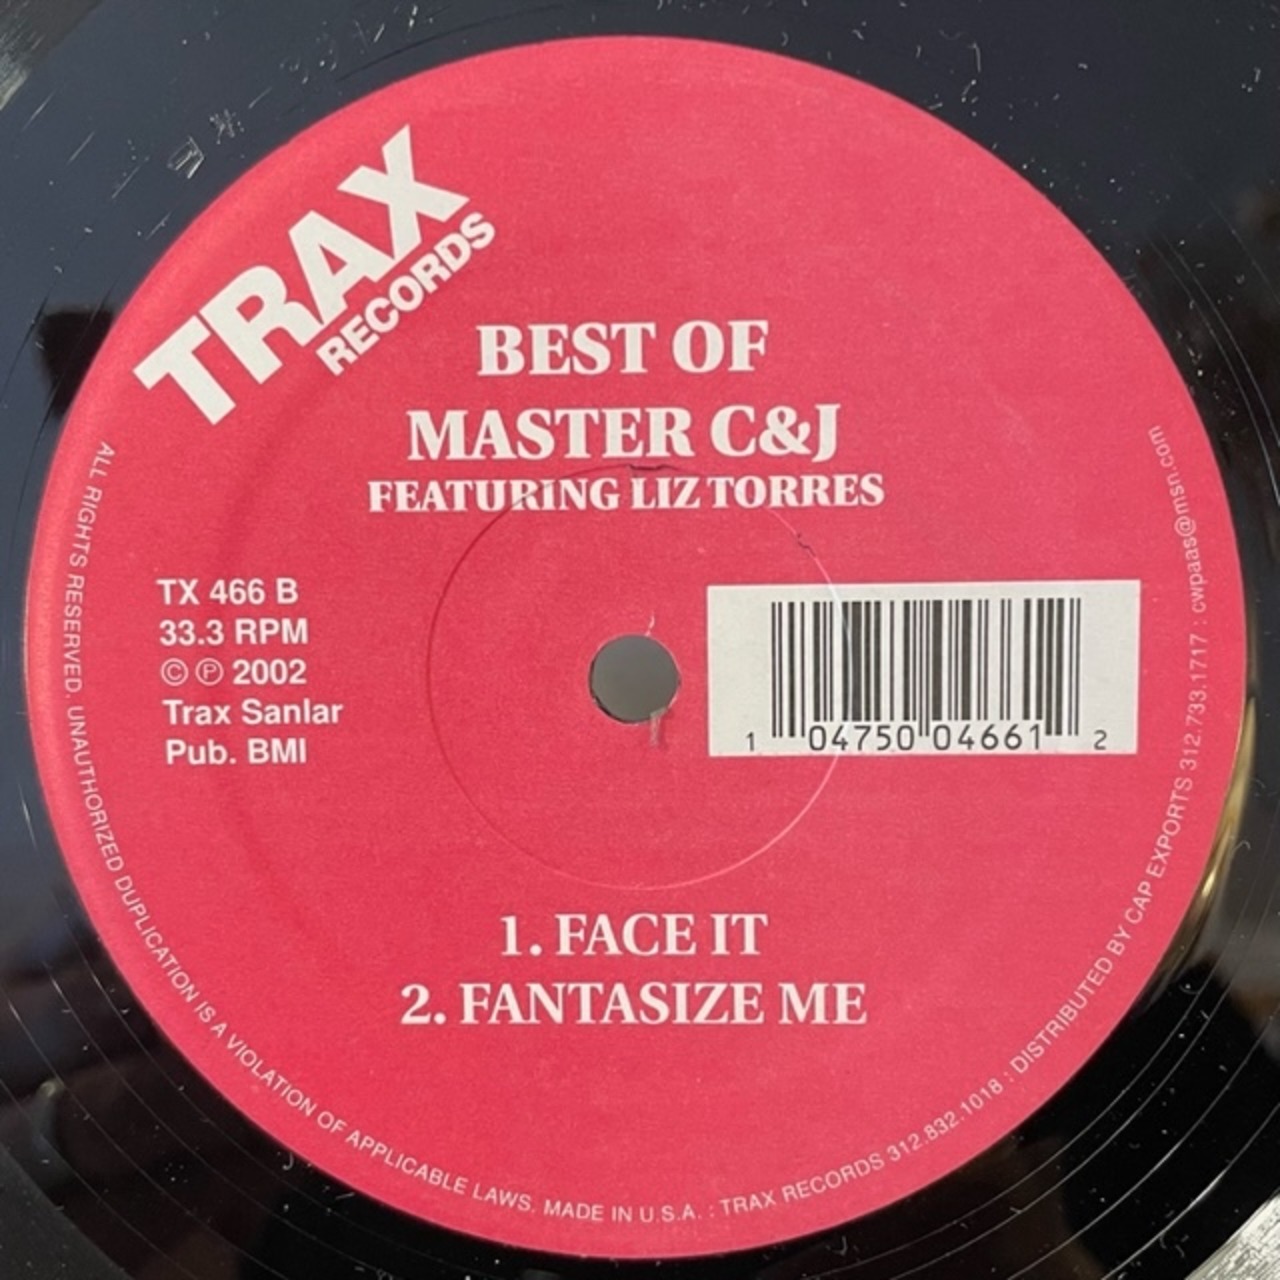 TRAX
RECORDS
BEST OF
MASTER C&J
FEATURING LIZ TORRES
TX 466 B
33.3 RPM
© ℗ 2002
Trax Sanlar
Pub. BMI
1 04750 04661 2
1. FACE IT
2. FANTASIZE ME
ALL RIGHTS RESERVED. UNAUTHORIZED DUPLICATION IS A VIOLATION OF APPLICABLE LAWS. MADE IN U.S.A. : TRAX RECORDS 312.832.1018 : DISTRIBUTED BY CAP EXPORTS 312.733.1717 : cwpaas@msn.com